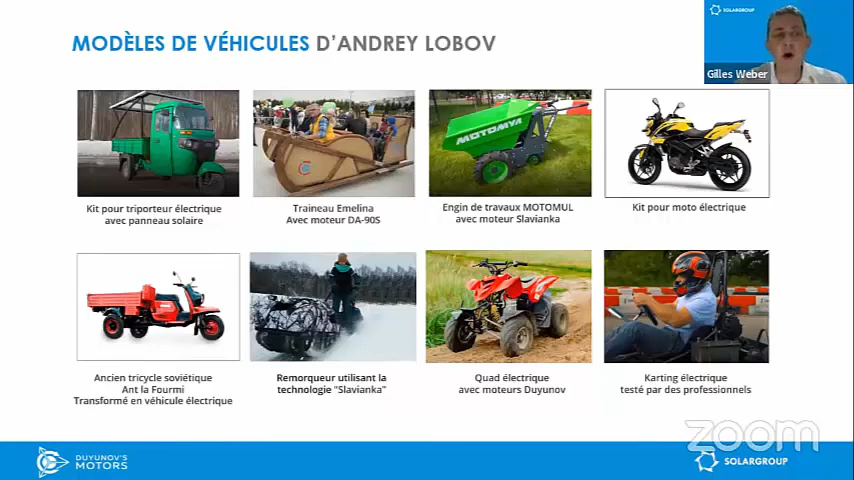 SOLARGROUP
MODÈLES DE VÉHICULES D'ANDREY LOBOV
Gilles Weber
MOTOMYA
Kit pour triporteur électrique
avec panneau solaire
Traineau Emelina
Avec moteur DA-90S
Engin de travaux MOTOMUL
avec moteur Slavianka
Kit pour moto électrique
Ancien tricycle soviétique
Ant la Fourmi
Transformé en véhicule électrique
Remorqueur utilisant la
technologie "Slavianka"
Quad électrique
avec moteurs Duyunov
Karting électrique
testé par des professionnels
zoom
DUYUNOV'S
MOTORS
SOLARGROUP